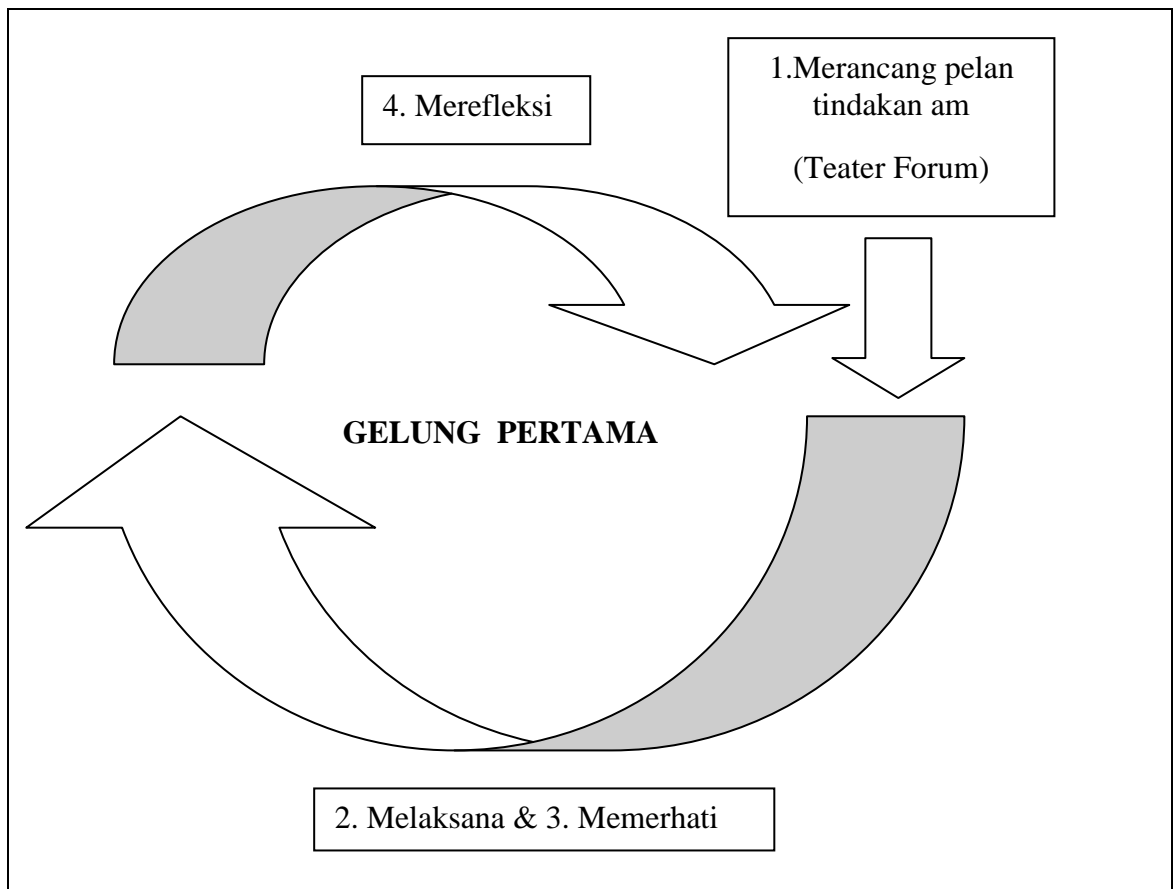 1.Merancang pelan
tindakan am
(Teater Forum)
4. Merefleksi
GELUNG PERTAMA
2. Melaksana & 3. Memerhati